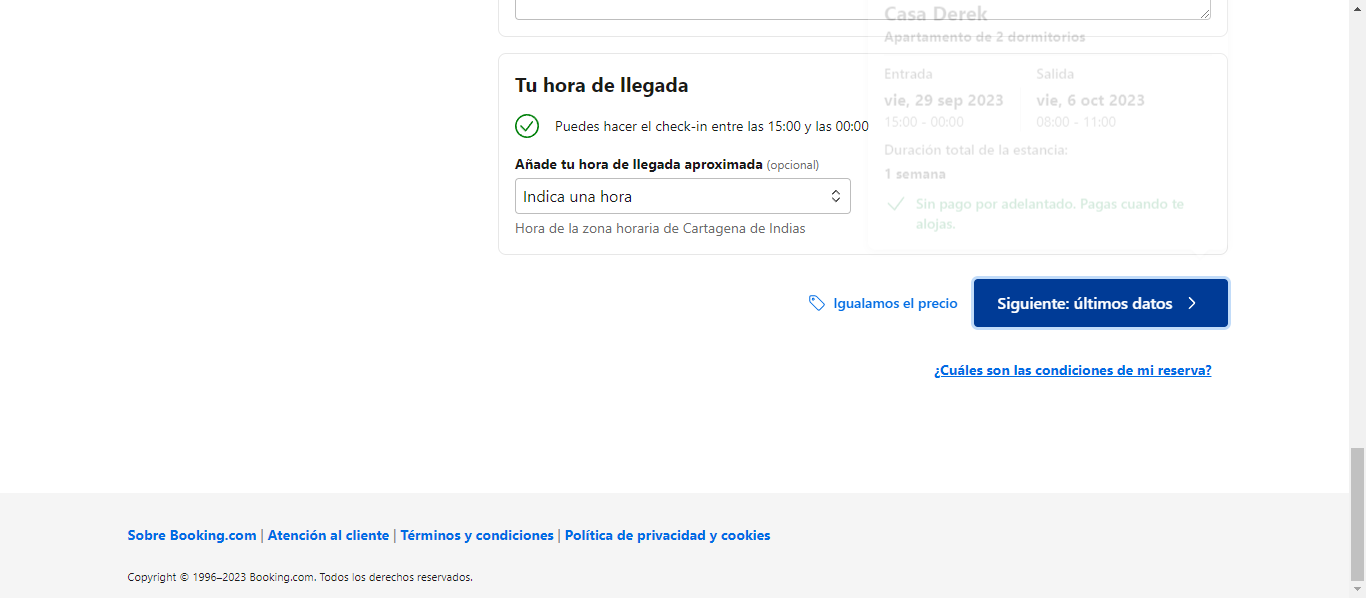 Casa Derek
Apartamento de 2 dormitorios
Entrada
Salida
vie, 29 sep 2023
vie, 6 oct 2023
15:00 - 00:00
08:00 - 11:00
Duración total de la estancia:
1 semana
Sin pago por adelantado. Pagas cuando te
alojas.
Tu hora de llegada
Puedes hacer el check-in entre las 15:00 y las 00:00
Añade tu hora de llegada aproximada (opcional)
Indica una hora
Hora de la zona horaria de Cartagena de Indias
Igualamos el precio
Siguiente: últimos datos
¿Cuáles son las condiciones de mi reserva?
Sobre Booking.com | Atención al cliente | Términos y condiciones | Política de privacidad y cookies
Copyright © 1996–2023 Booking.com. Todos los derechos reservados.